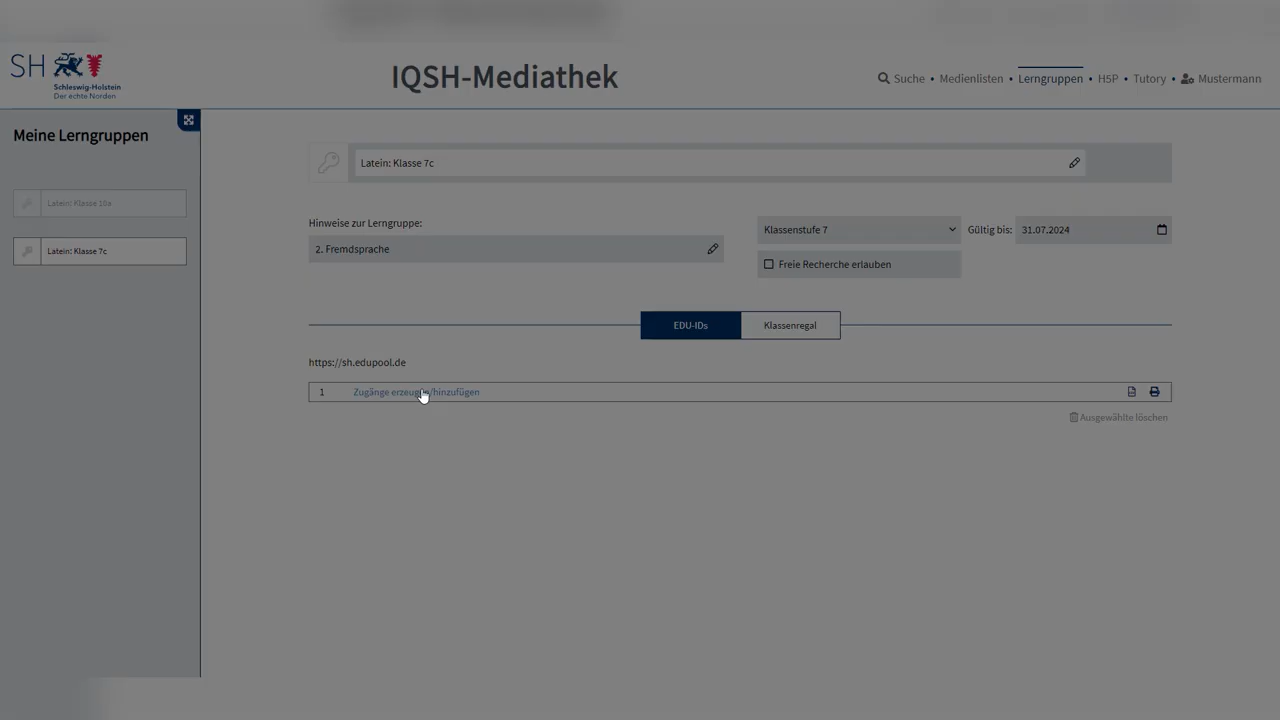 SH
Schleswig-Holstein
Der echte Norden
IQSH-Mediathek
Suche • Medienlisten • Lerngruppen • H5P • Tutory • Mustermann
Meine Lerngruppen
Latein: Klasse 10a
Latein: Klasse 7c
Latein: Klasse 7c
Hinweise zur Lerngruppe:
2. Fremdsprache
Klassenstufe 7
Gültig bis:
31.07.2024
Freie Recherche erlauben
EDU-IDs
Klassenregal
https://sh.edupool.de
1 Zugänge erzeugen/hinzufügen
Ausgewählte löschen